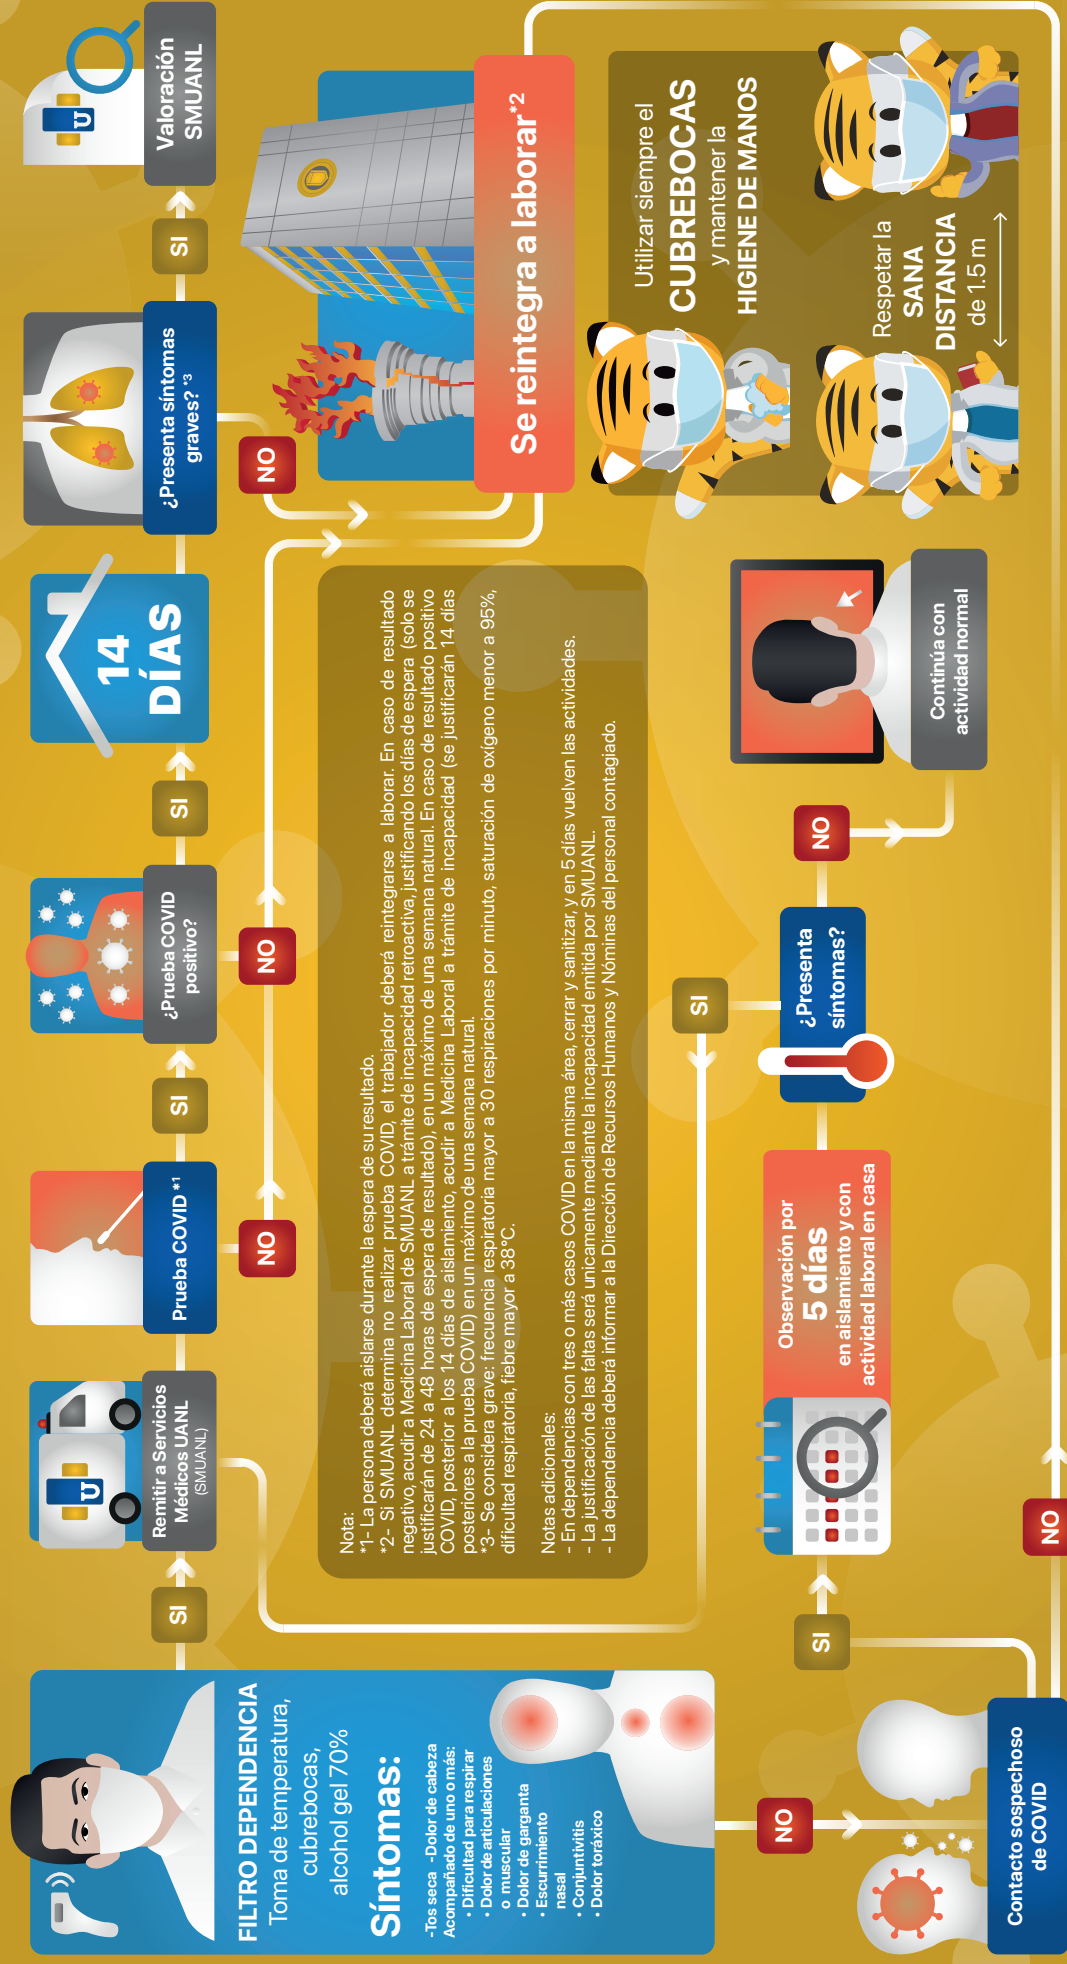 FILTRO DEPENDENCIA
Toma de temperatura,
cubrebocas,
alcohol gel 70%
Síntomas:
-Tos seca -Dolor de cabeza
Acompañado de uno o más:
• Dificultad para respirar
• Dolor de articulaciones
o muscular
• Dolor de garganta
• Escurrimiento
nasal
• Conjuntivitis
• Dolor toráxico
SI
Remitir a Servicios
Médicos UANL
(SMUANL)
U
Prueba COVID *1
SI
¿Prueba COVID
positivo?
SI
14
DÍAS
¿Presenta síntomas
graves? *3
SI
Valoración
SMUANL
U
NO
NO
NO
Se reintegra a laborar*2
Nota:
*1- La persona deberá aislarse durante la espera de su resultado.
*2- Si SMUANL determina no realizar prueba COVID, el trabajador deberá reintegrarse a laborar. En caso de resultado
negativo, acudir a Medicina Laboral de SMUANL a trámite de incapacidad retroactiva, justificando los días de espera (solo se
justificarán de 24 a 48 horas de espera de resultado), en un máximo de una semana natural. En caso de resultado positivo
COVID, posterior a los 14 días de aislamiento, acudir a Medicina Laboral a trámite de incapacidad (se justificarán 14 días
posteriores a la prueba COVID) en un máximo de una semana natural.
*3- Se considera grave: frecuencia respiratoria mayor a 30 respiraciones por minuto, saturación de oxígeno menor a 95%,
dificultad respiratoria, fiebre mayor a 38°C.
Notas adicionales:
- En dependencias con tres o más casos COVID en la misma área, cerrar y sanitizar, y en 5 días vuelven las actividades.
- La justificación de las faltas será unicamente mediante la incapacidad emitida por SMUANL.
- La dependencia deberá informar a la Dirección de Recursos Humanos y Nóminas del personal contagiado.
Utilizar siempre el
CUBREBOCAS
y mantener la
HIGIENE DE MANOS
Respetar la
SANA
DISTANCIA
de 1.5 m
NO
Contacto sospechoso
de COVID
SI
Observación por
5 días
en aislamiento y con
actividad laboral en casa
¿Presenta
síntomas?
SI
NO
Continúa con
actividad normal
NO